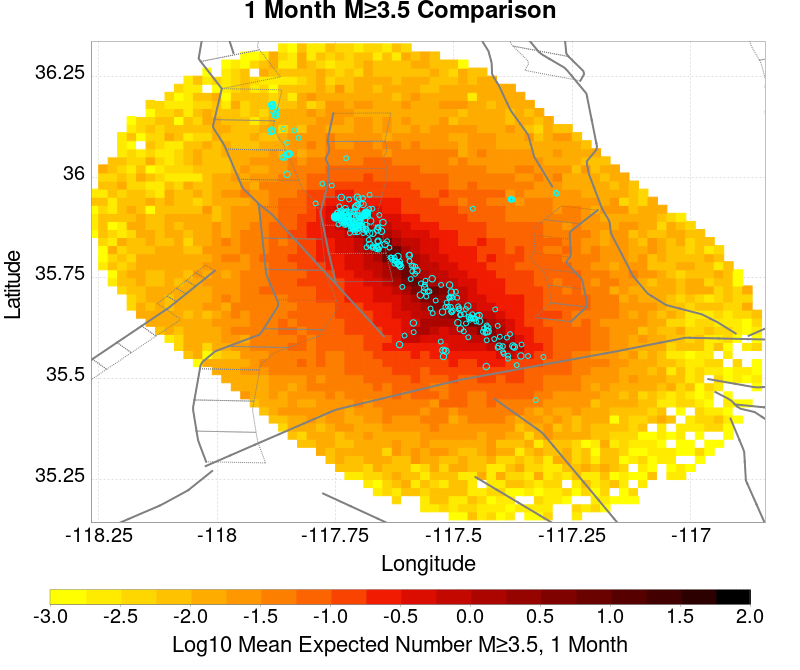 1 Month M≥3.5 Comparison
36.25
36
35.75
35.5
35.25
Latitude
-118.25 -118 -117.75 -117.5 -117.25 -117
Longitude
-3.0 -2.5 -2.0 -1.5 -1.0 -0.5 0.0 0.5 1.0 1.5 2.0
Log10 Mean Expected Number M≥3.5, 1 Month